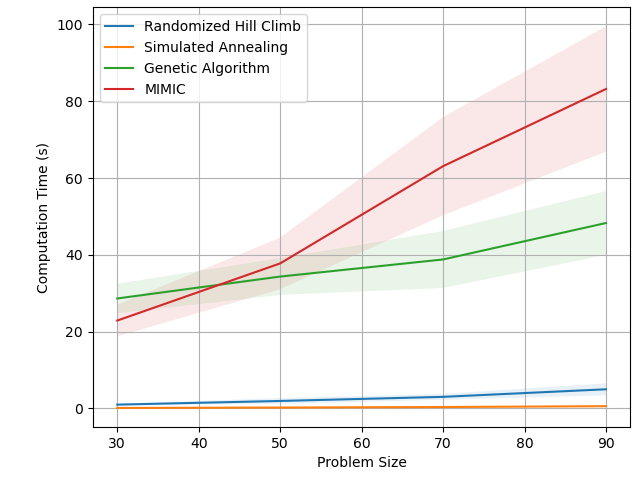 Randomized Hill Climb
Simulated Annealing
Genetic Algorithm
MIMIC
Computation Time (s)
100
80
60
40
20
0
30 40 50 60 70 80 90
Problem Size